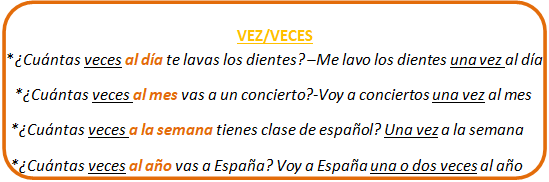 VEZ/VECES
*¿Cuántas veces al día te lavas los dientes? –Me lavo los dientes una vez al día
*¿Cuántas veces al mes vas a un concierto?-Voy a conciertos una vez al mes
*¿Cuántas veces a la semana tienes clase de español? Una vez a la semana
*¿Cuántas veces al año vas a España? Voy a España una o dos veces al año